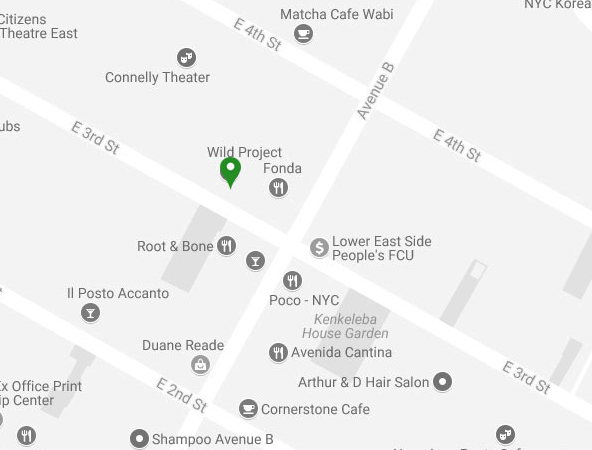 Citizens
Theatre East
Matcha Cafe Wabi
NYC Korea
E 4th St
Connelly Theater
Avenue B
ubs
E 3rd St
E 4th St
Wild Project
Fonda
Root & Bone
Lower East Side
People's FCU
Il Posto Accanto
Poco - NYC
Kenkeleba
House Garden
Duane Reade
Avenida Cantina
E 3rd St
Ex Office Print
ip Center
E 2nd St
Arthur & D Hair Salon
Cornerstone Cafe
Shampoo Avenue B